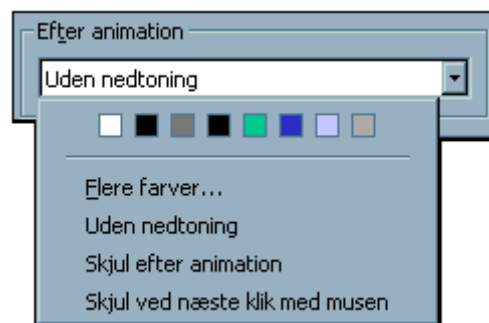 Efter animation
Uden nedtoning
Flere farver...
Uden nedtoning
Skjul efter animation
Skjul ved næste klik med musen